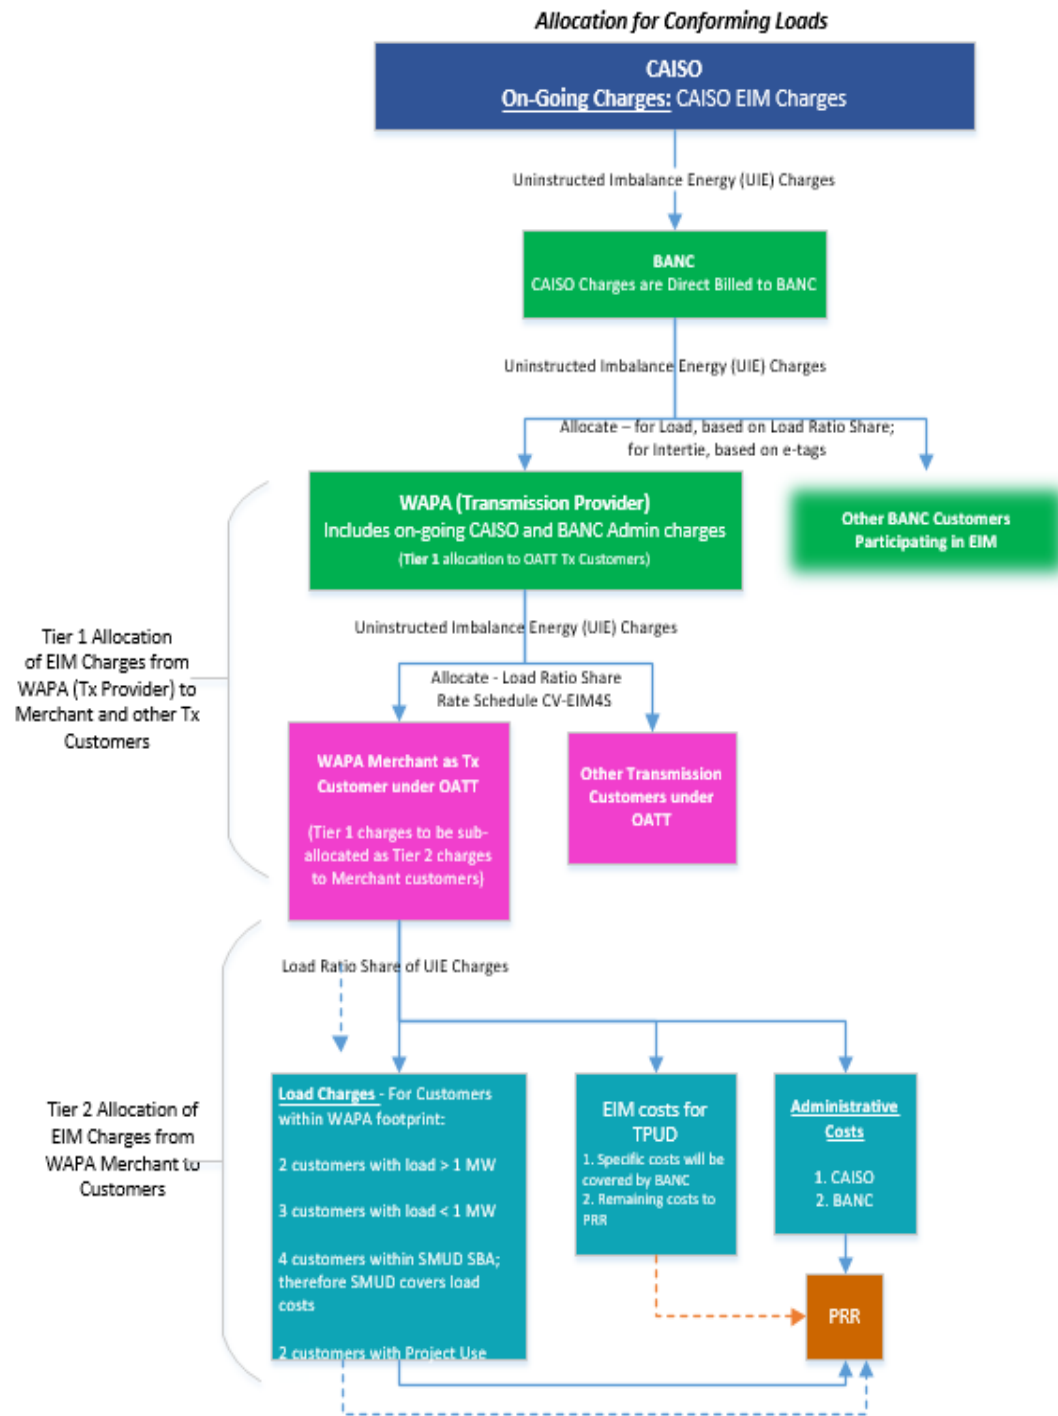 Allocation for Conforming Loads
CAISO
On-Going Charges: CAISO EIM Charges
Uninstructed Imbalance Energy (UIE) Charges
BANC
CAISO Charges are Direct Billed to BANC
Uninstructed Imbalance Energy (UIE) Charges
Allocate – for Load, based on Load Ratio Share;
for Intertie, based on e-tags
WAPA (Transmission Provider)
Includes on-going CAISO and BANC Admin charges
(Tier 1 allocation to OATT Tx Customers)
Other BANC Customers
Participating in EIM
Uninstructed Imbalance Energy (UIE) Charges
Tier 1 Allocation
of EIM Charges from
WAPA (Tx Provider) to
Merchant and other Tx
Customers
Allocate - Load Ratio Share
Rate Schedule CV-EIM4S
WAPA Merchant as Tx
Customer under OATT
(Tier 1 charges to be sub-
allocated as Tier 2 charges
to Merchant customers)
Other Transmission
Customers under
OATT
Load Ratio Share of UIE Charges
Tier 2 Allocation of
EIM Charges from
WAPA Merchant to
Customers
Load Charges - For Customers
within WAPA footprint:
2 customers with load > 1 MW
3 customers with load < 1 MW
4 customers within SMUD SBA;
therefore SMUD covers load
costs
2 customers with Project Use
EIM costs for
TPUD
1. Specific costs will be
covered by BANC
2. Remaining costs to
PRR
Administrative
Costs
1. CAISO
2. BANC
PRR